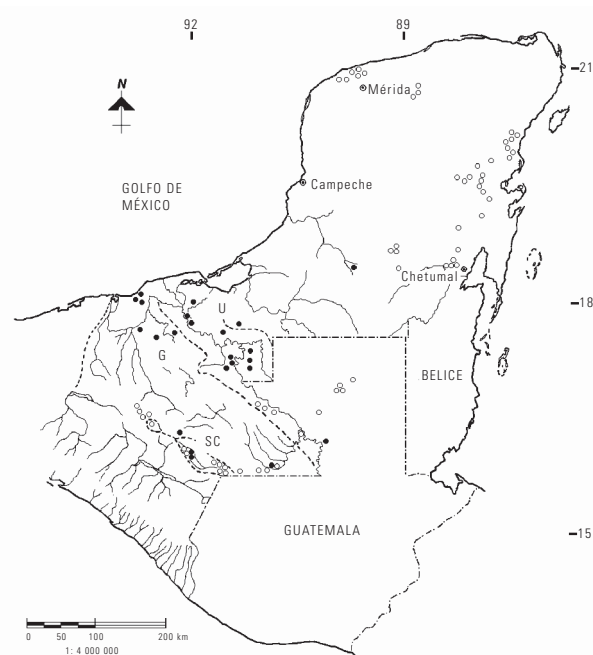 92
89
21
N
Mérida
GOLFO DE
MÉXICO
Campeche
Chetumal
18
U
G
BELICE
SC
GUATEMALA
15
0 50 100 200 km
1: 4 000 000